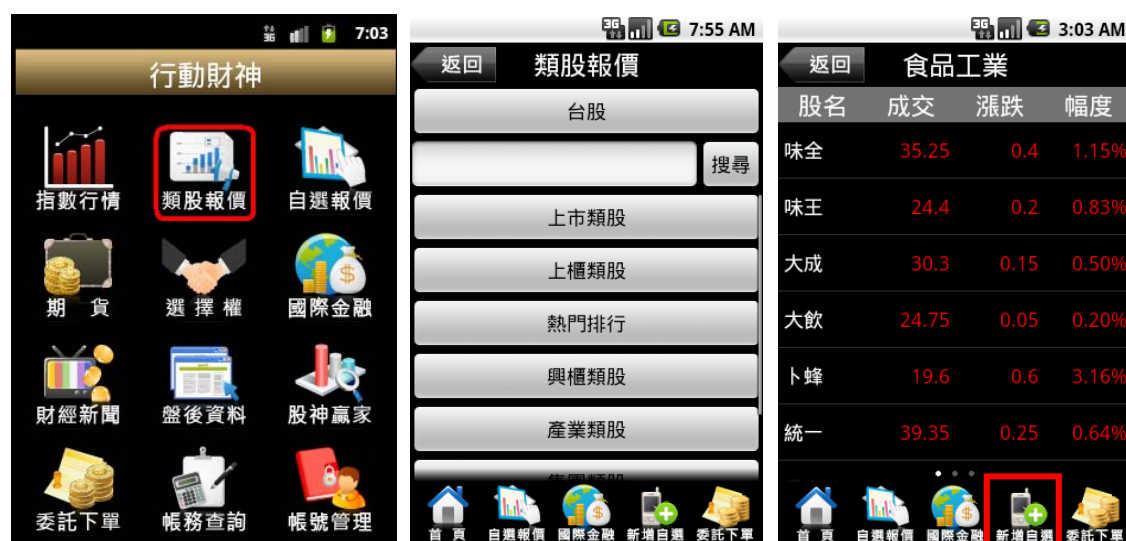 3G 7:03
行動財神
指數行情 類股報價 自選報價
期 貨 選擇權 國際金融
財經新聞 盤後資料 股神贏家
委託下單 帳務查詢 帳號管理
3G 7:55 AM
返回 類股報價
台股
搜尋
上市類股
上櫃類股
熱門排行
興櫃類股
產業類股
集團類股
首 頁 自選報價 國際金融 新增自選 委託下單
3G 3:03 AM
返回 食品工業
股名 成交 漲跌 幅度
味全 35.25 0.4 1.15%
味王 24.4 0.2 0.83%
大成 30.3 0.15 0.50%
大飲 24.75 0.05 0.20%
卜蜂 19.6 0.6 3.16%
統一 39.35 0.25 0.64%
首 頁 自選報價 國際金融 新增自選 委託下單